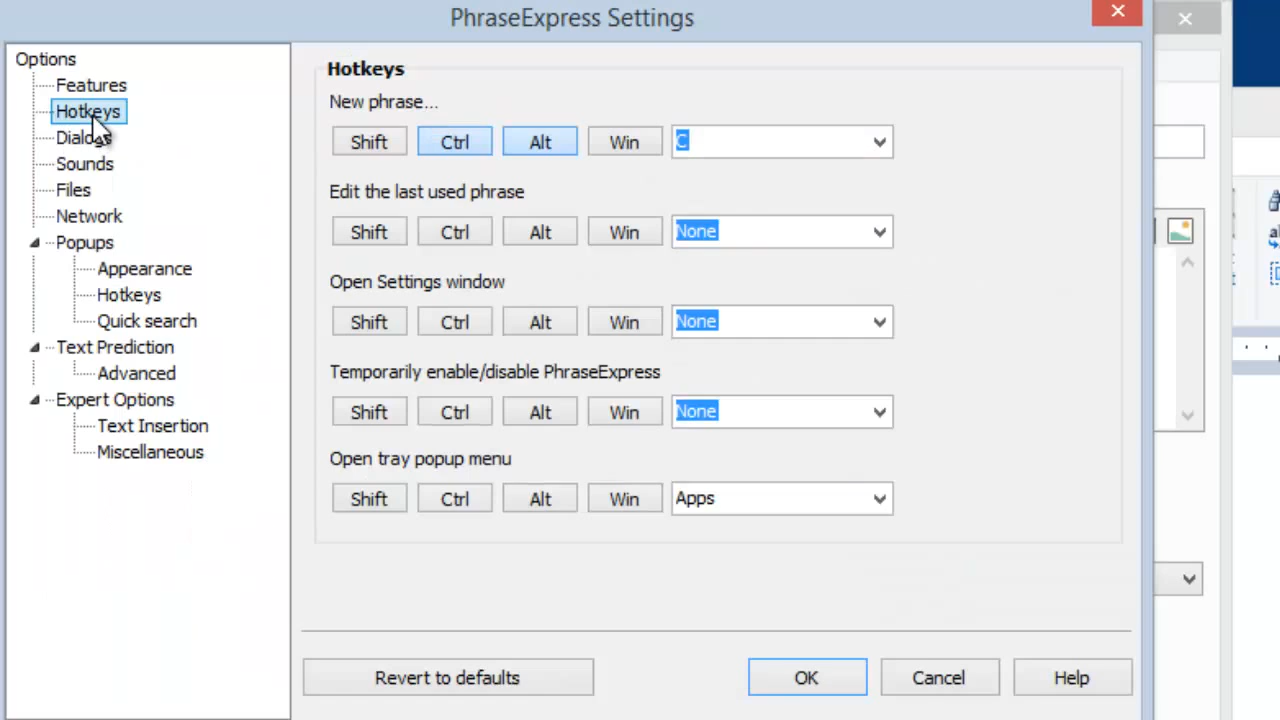 PhraseExpress Settings
Options
Features
Hotkeys
Dialogs
Sounds
Files
Network
Popups
Appearance
Hotkeys
Quick search
Text Prediction
Advanced
Expert Options
Text Insertion
Miscellaneous
Hotkeys
New phrase...
Shift Ctrl Alt Win C
Edit the last used phrase
Shift Ctrl Alt Win None
Open Settings window
Shift Ctrl Alt Win None
Temporarily enable/disable PhraseExpress
Shift Ctrl Alt Win None
Open tray popup menu
Shift Ctrl Alt Win Apps
Revert to defaults OK Cancel Help